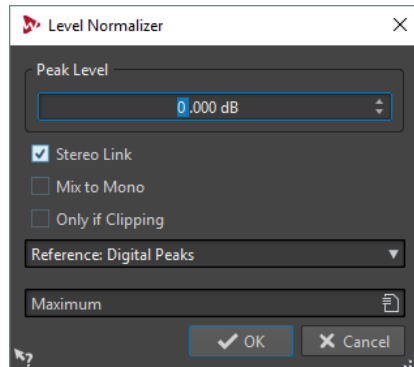 Level Normalizer
Peak Level
0.000 dB
Stereo Link
Mix to Mono
Only if Clipping
Reference: Digital Peaks
Maximum
OK Cancel
?